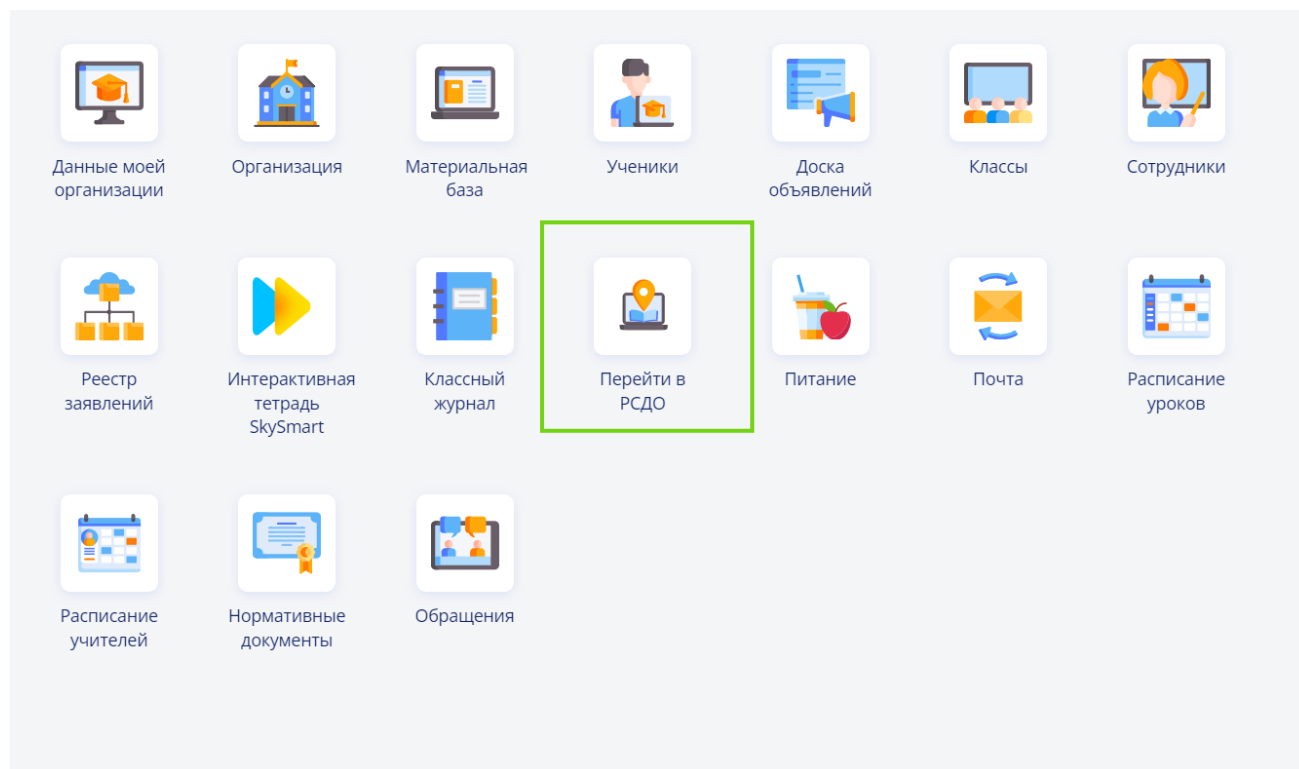 Данные моей
организации
Организация
Материальная
база
Ученики
Доска
объявлений
Классы
Сотрудники
Реестр
заявлений
Интерактивная
тетрадь
SkySmart
Классный
журнал
Перейти в
РСДО
Питание
Почта
Расписание
уроков
Расписание
учителей
Нормативные
документы
Обращения